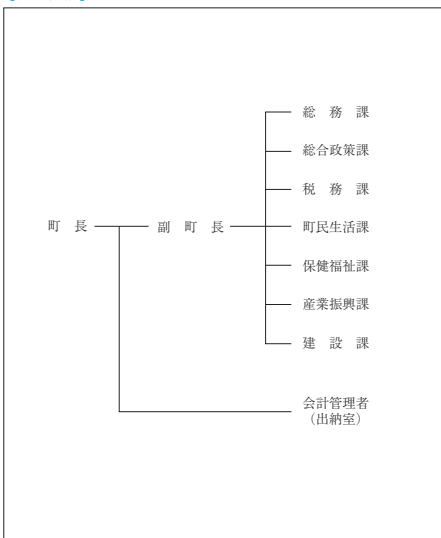 総務課
総合政策課
税務課
町長
副町長
町民生活課
保健福祉課
産業振興課
建設課
会計管理者
（出納室）